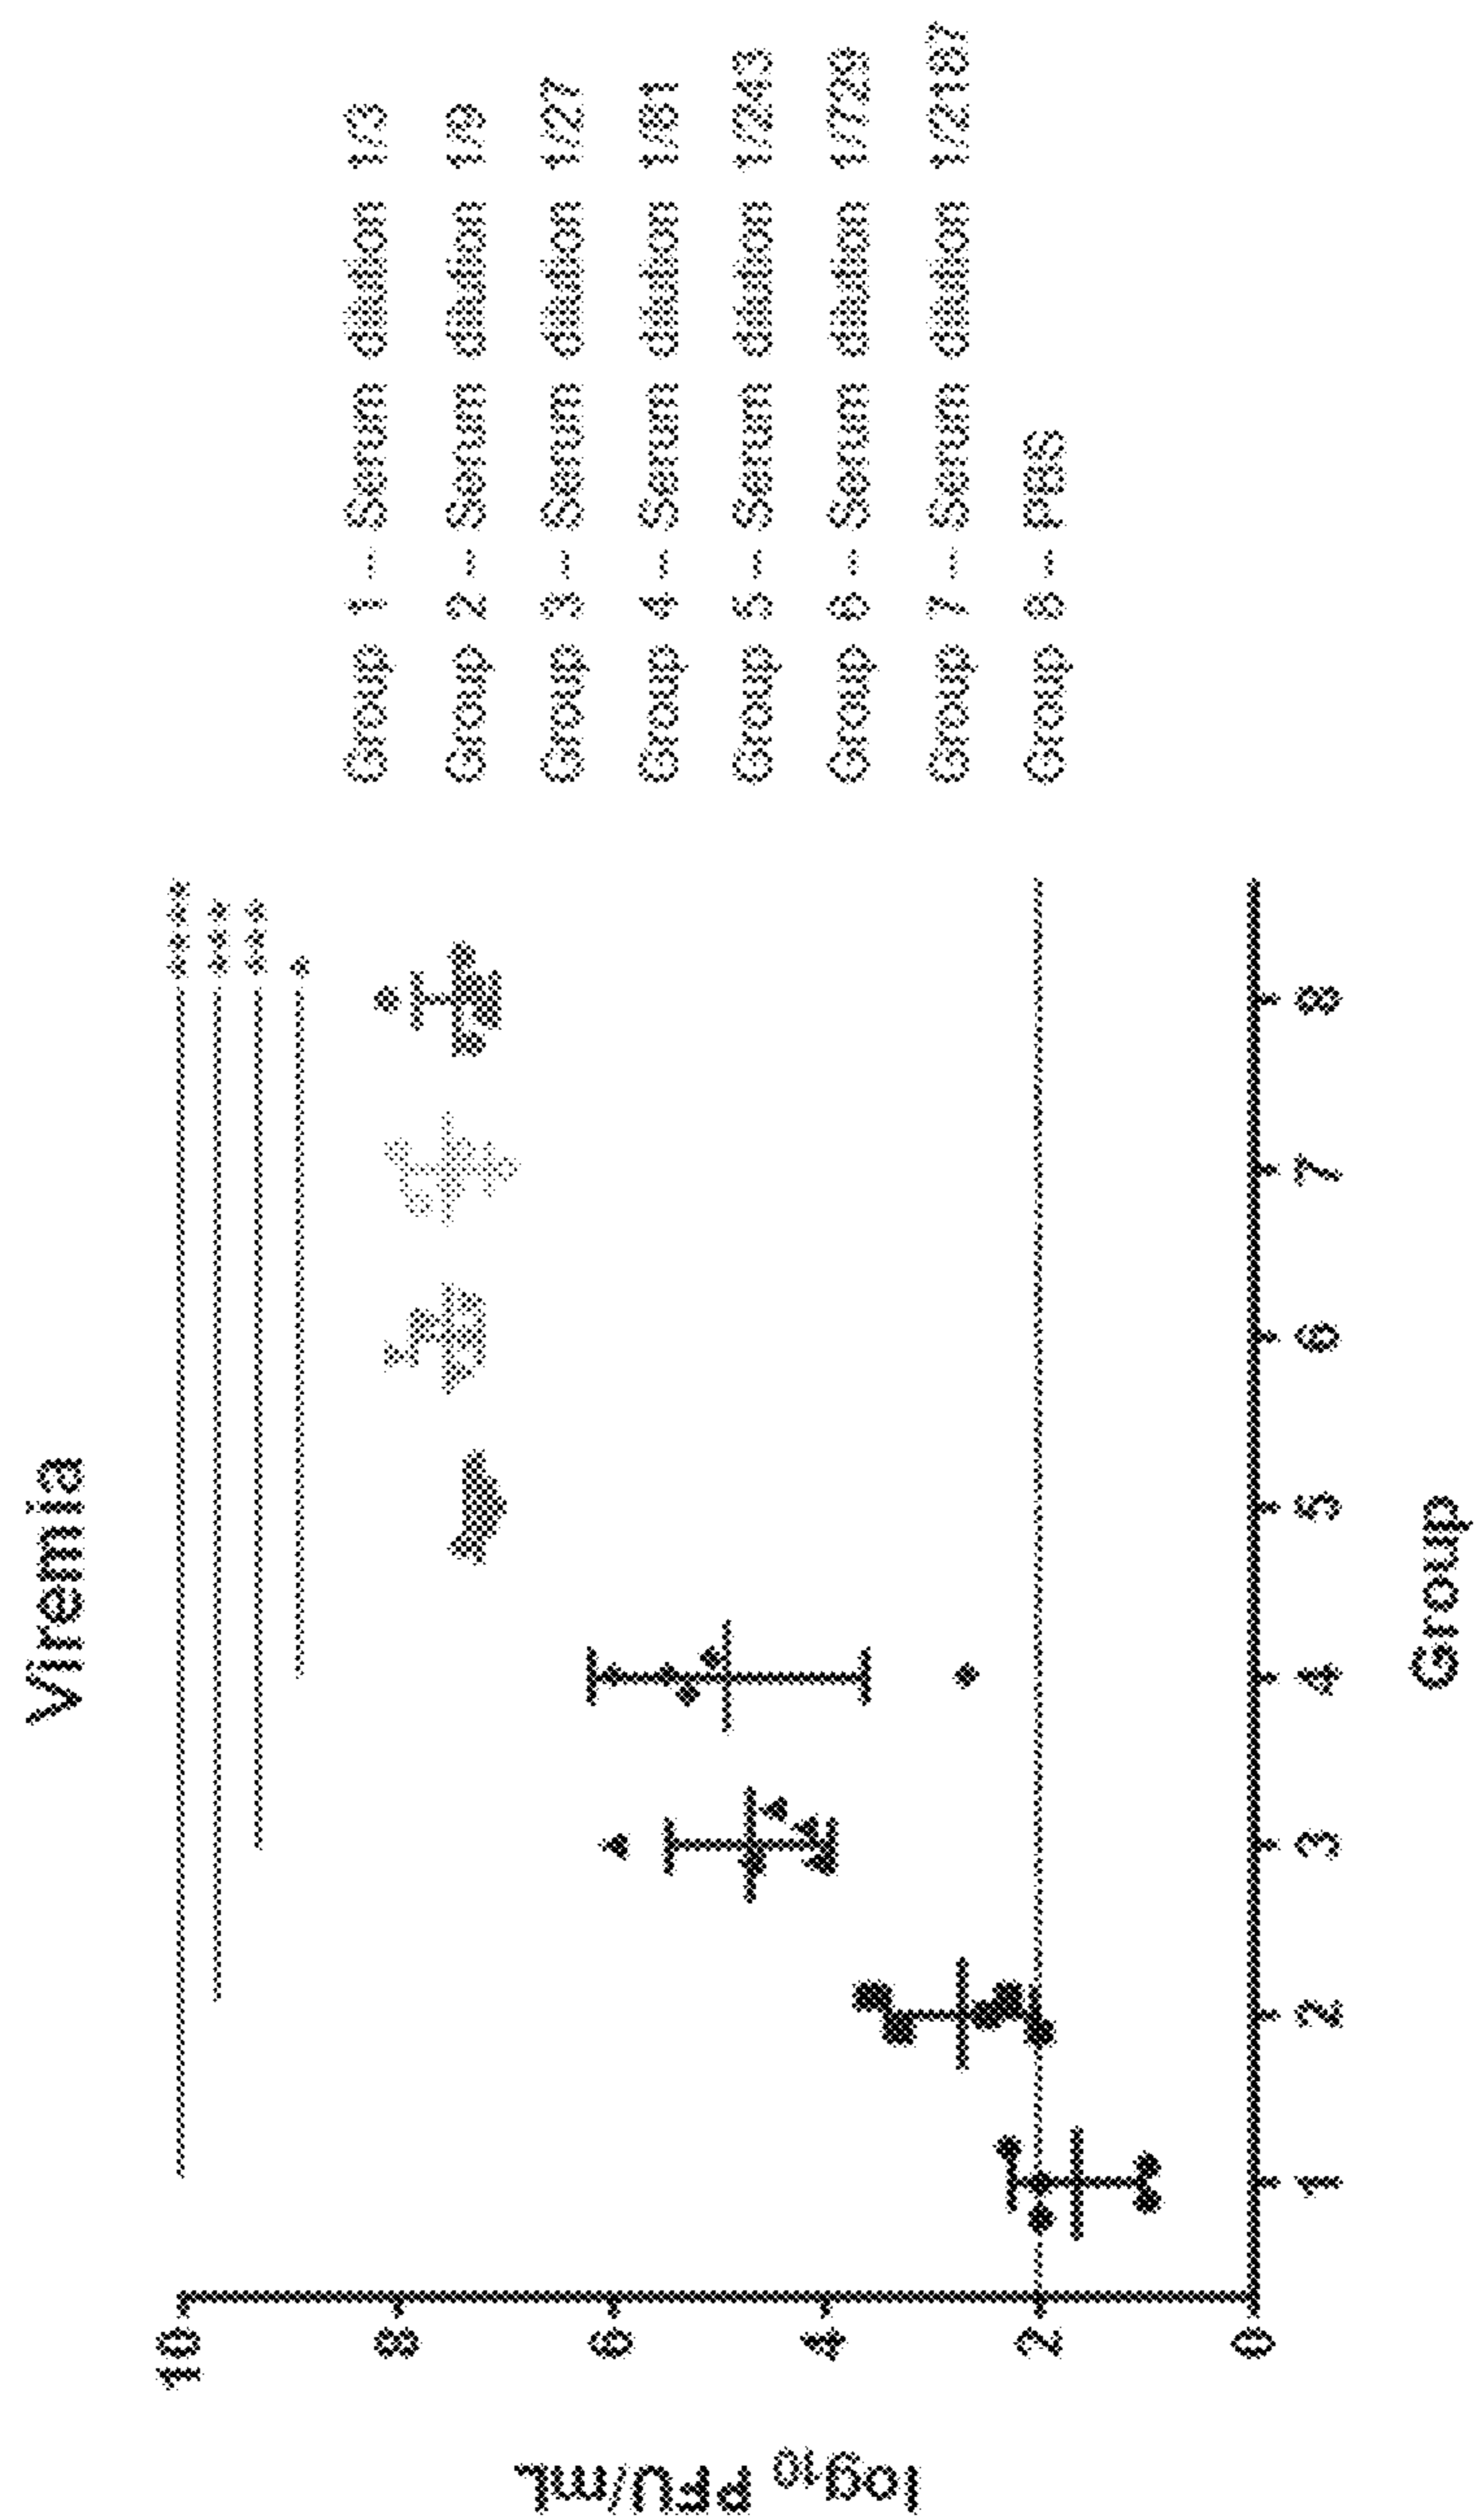 Viremia
****
***
***
*
10
8
6
4
2
0
log₁₀ PFU/mL
1 2 3 4 5 6 7 8
Group
Group 1 - Serum dilution 1/3
Group 2 - Serum dilution 1/9
Group 3 - Serum dilution 1/27
Group 4 - Serum dilution 1/81
Group 5 - Serum dilution 1/243
Group 6 - Serum dilution 1/729
Group 7 - Serum dilution 1/2187
Group 8 - PBS